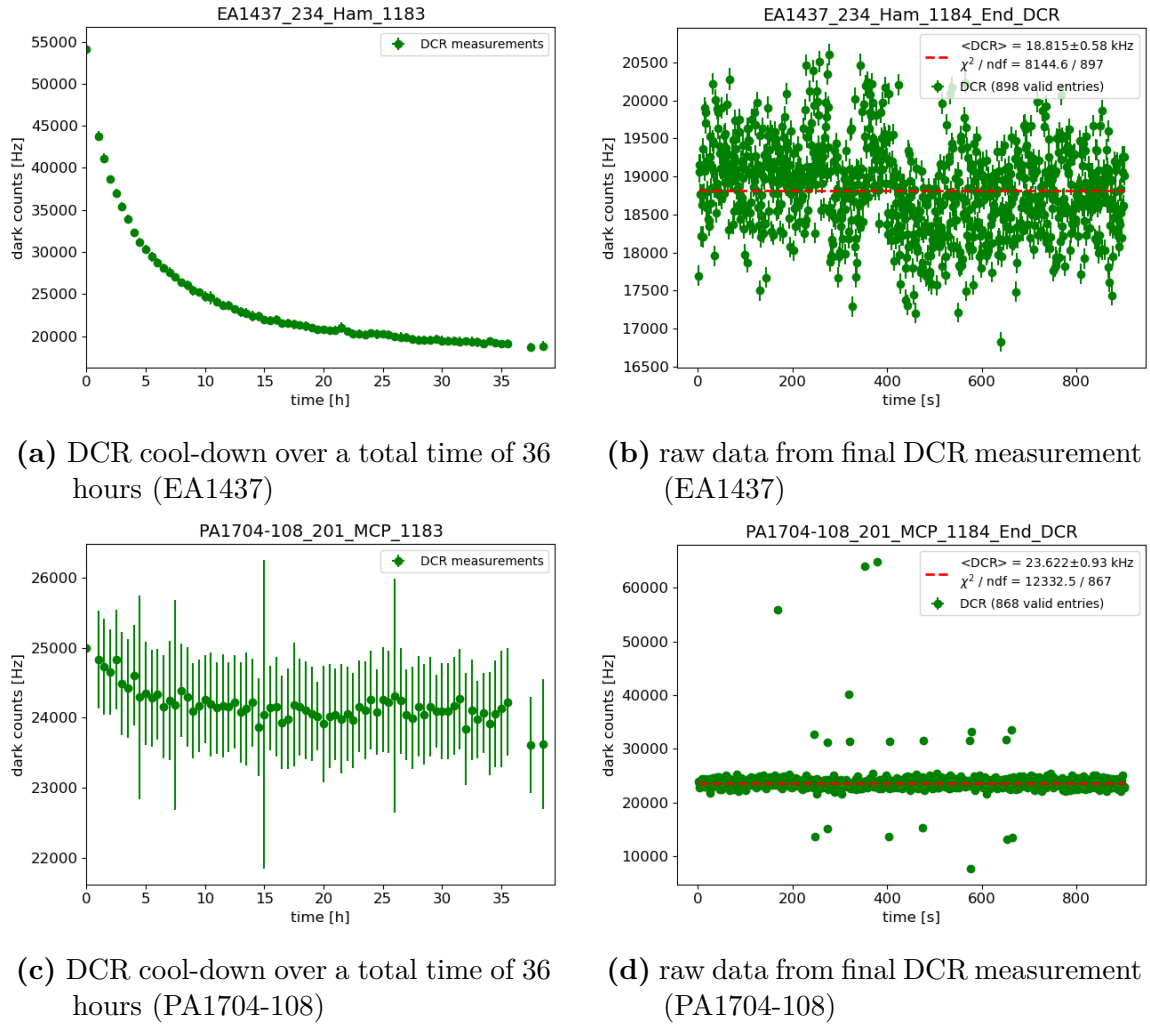 EA1437_234_Ham_1183
DCR measurements
dark counts [Hz]
55000
50000
45000
40000
35000
30000
25000
20000
0 5 10 15 20 25 30 35
time [h]
EA1437_234_Ham_1184_End_DCR
<DCR> = 18.815±0.58 kHz
χ² / ndf = 8144.6 / 897
DCR (898 valid entries)
dark counts [Hz]
20500
20000
19500
19000
18500
18000
17500
17000
16500
0 200 400 600 800
time [s]
(a) DCR cool-down over a total time of 36
hours (EA1437)
(b) raw data from final DCR measurement
(EA1437)
PA1704-108_201_MCP_1183
DCR measurements
dark counts [Hz]
26000
25000
24000
23000
22000
0 5 10 15 20 25 30 35
time [h]
PA1704-108_201_MCP_1184_End_DCR
<DCR> = 23.622±0.93 kHz
χ² / ndf = 12332.5 / 867
DCR (868 valid entries)
dark counts [Hz]
60000
50000
40000
30000
20000
10000
0 200 400 600 800
time [s]
(c) DCR cool-down over a total time of 36
hours (PA1704-108)
(d) raw data from final DCR measurement
(PA1704-108)